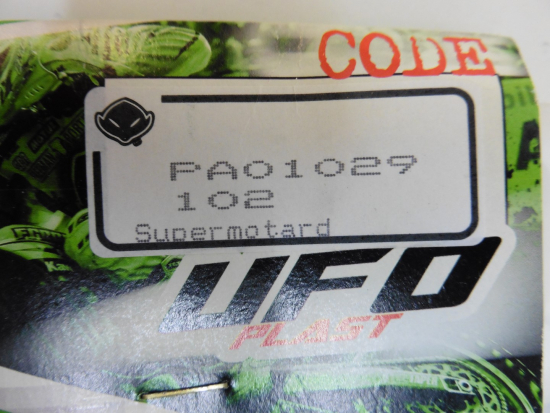 CODE
PA01029
102
Supermotard
UFO
PLAST